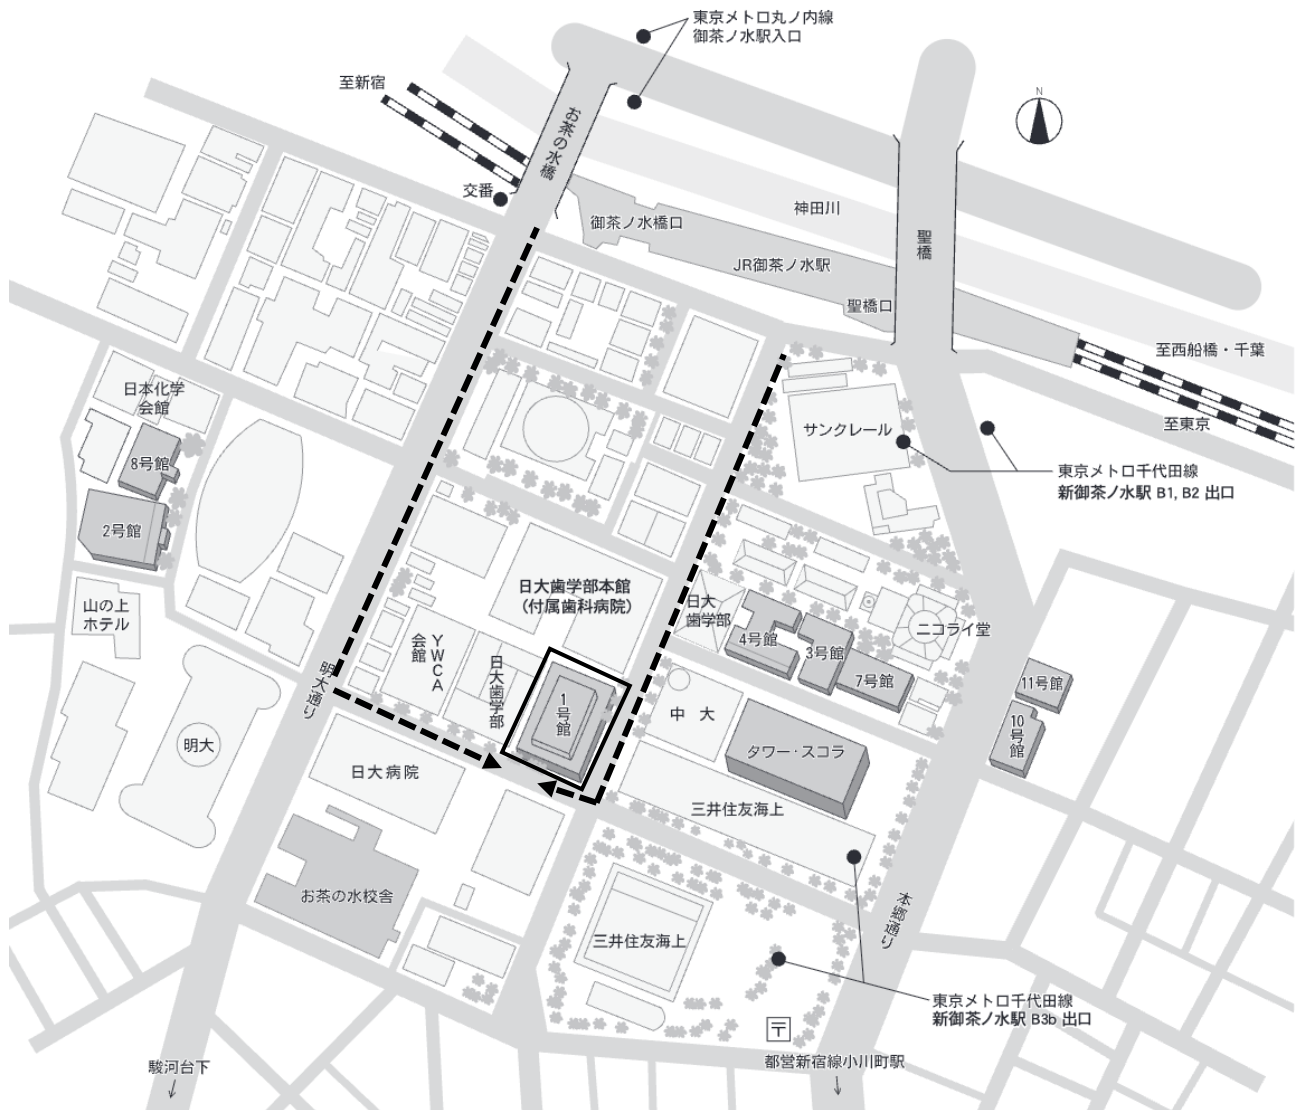 東京メトロ丸ノ内線
御茶ノ水駅入口
至新宿
N
お茶の水橋
交番
神田川
御茶ノ水橋口
聖橋
JR御茶ノ水駅
聖橋口
至西船橋・千葉
日本化学
会館
至東京
サンクレール
8号館
東京メトロ千代田線
新御茶ノ水駅 B1, B2 出口
2号館
日大歯学部本館
(付属歯科病院)
山の上
ホテル
日大
歯学部
4号館
ニコライ堂
3号館
YWCA
会館
日大歯学部
7号館
11号館
明大通り
1号館
中 大
10号館
明大
タワー・スコラ
日大病院
三井住友海上
お茶の水校舎
本郷通り
三井住友海上
東京メトロ千代田線
新御茶ノ水駅 B3b 出口
〒
駿河台下
都営新宿線小川町駅